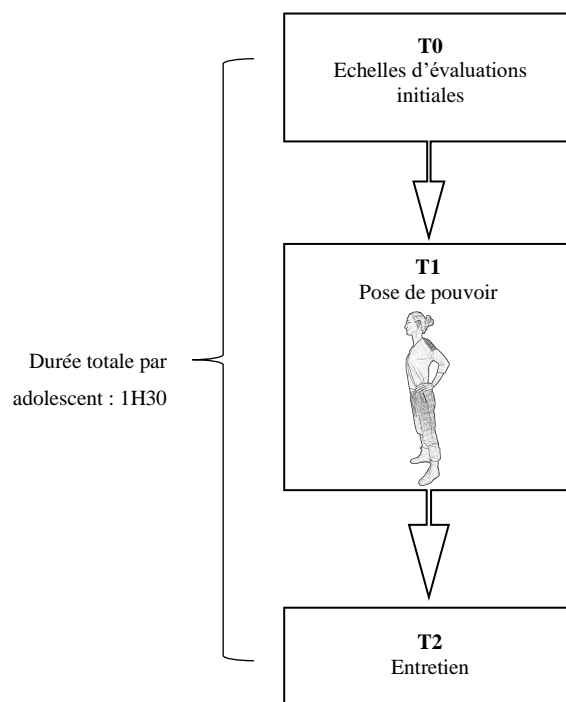 T0
Echelles d'évaluations
initiales
T1
Pose de pouvoir
Durée totale par
adolescent : 1H30
T2
Entretien